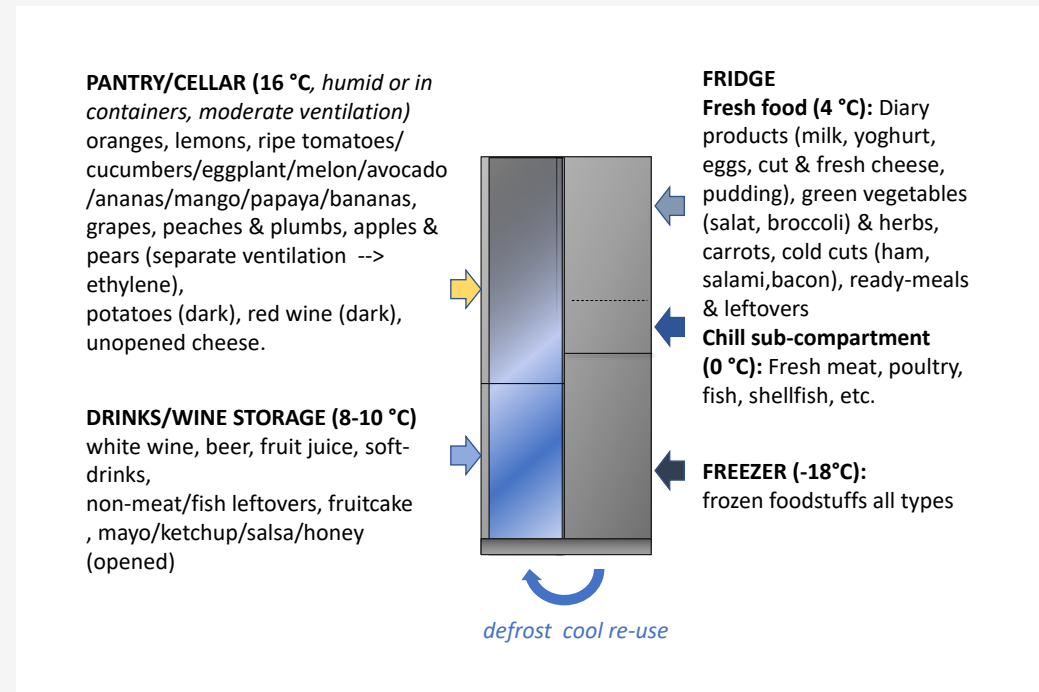 PANTRY/CELLAR (16 °C, humid or in
containers, moderate ventilation)
oranges, lemons, ripe tomatoes/
cucumbers/eggplant/melon/avocado
/ananas/mango/papaya/bananas,
grapes, peaches & plumbs, apples &
pears (separate ventilation -->
ethylene),
potatoes (dark), red wine (dark),
unopened cheese.
DRINKS/WINE STORAGE (8-10 °C)
white wine, beer, fruit juice, soft-
drinks,
non-meat/fish leftovers, fruitcake
, mayo/ketchup/salsa/honey
(opened)
FRIDGE
Fresh food (4 °C): Diary
products (milk, yoghurt,
eggs, cut & fresh cheese,
pudding), green vegetables
(salat, broccoli) & herbs,
carrots, cold cuts (ham,
salami,bacon), ready-meals
& leftovers
Chill sub-compartment
(0 °C): Fresh meat, poultry,
fish, shellfish, etc.
FREEZER (-18°C):
frozen foodstuffs all types
defrost cool re-use